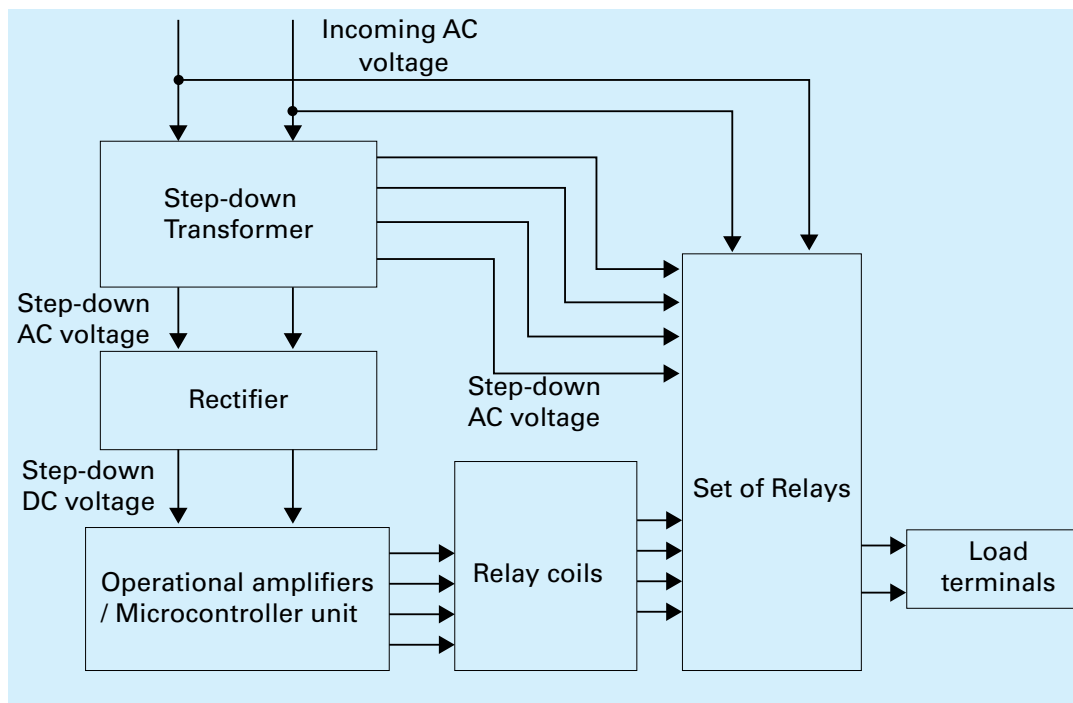 Incoming AC
voltage
Step-down
Transformer
Step-down
AC voltage
Rectifier
Step-down
AC voltage
Step-down
DC voltage
Set of Relays
Operational amplifiers
/ Microcontroller unit
Relay coils
Load
terminals